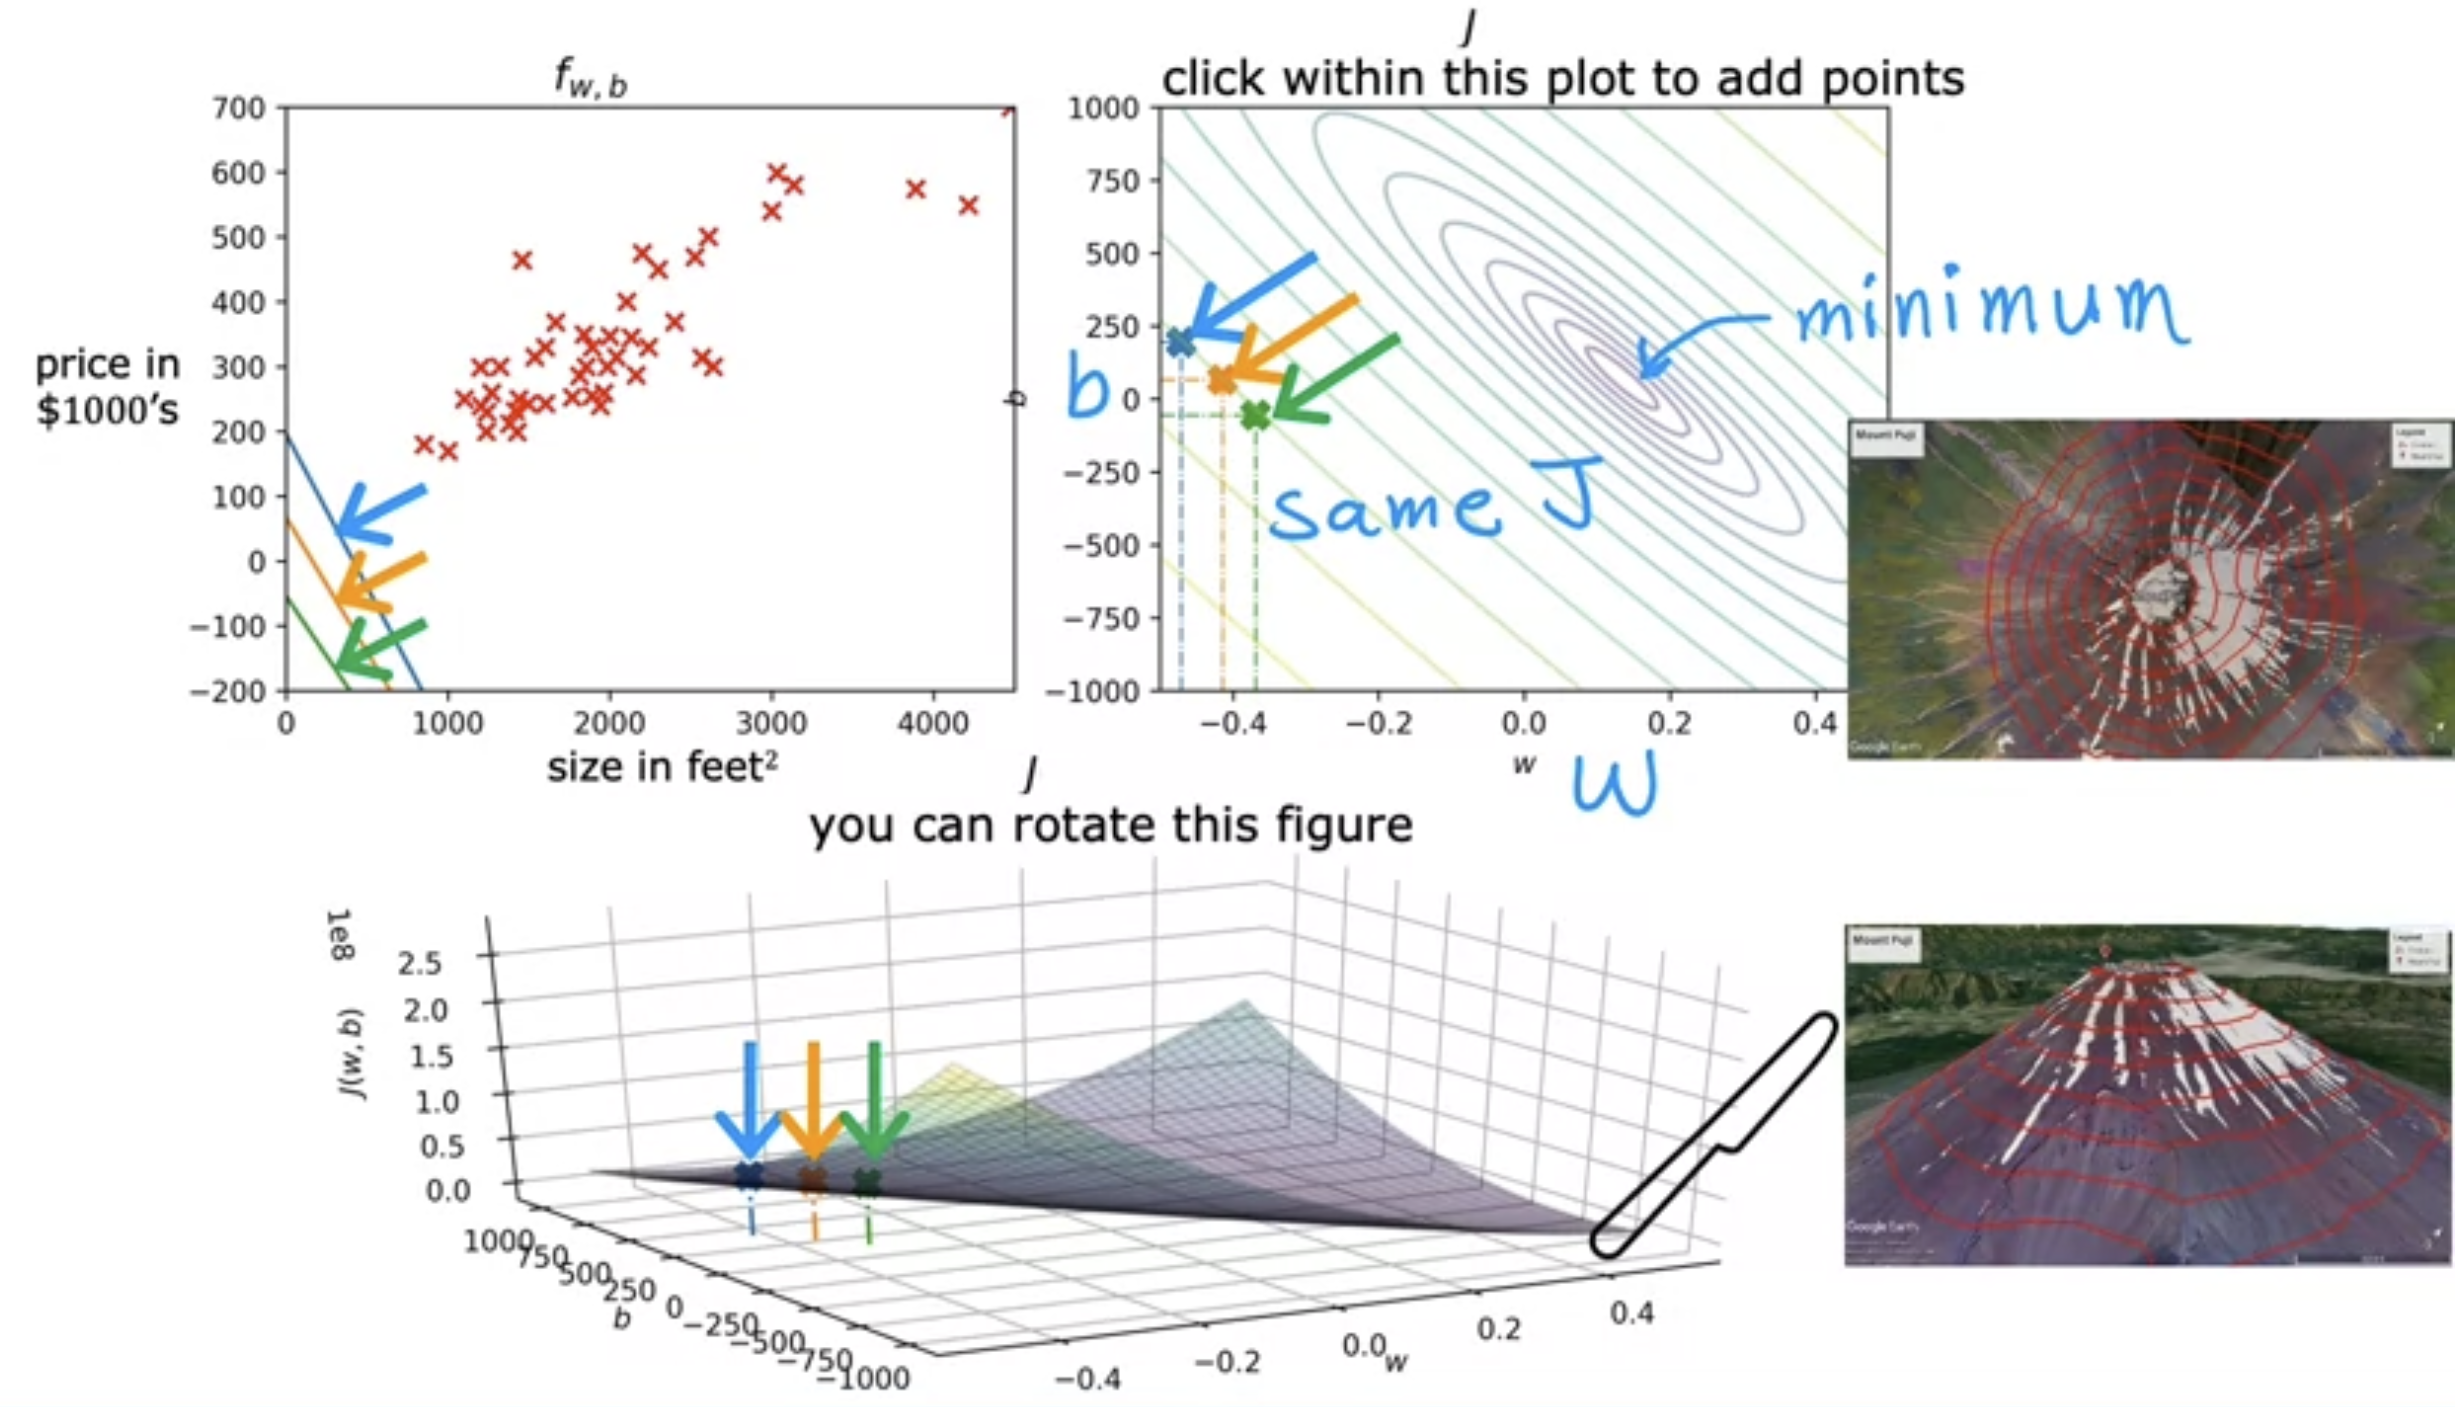 f w, b
700
600
500
400
300
200
100
0
−100
−200
price in
$1000's
0 1000 2000 3000 4000
size in feet²
J
click within this plot to add points
1000
750
500
250
0
−250
−500
−750
−1000
b
b
minimum
same J
−0.4 −0.2 0.0 0.2 0.4
w
W
Mount Fuji
Legend
Google Earth
J
you can rotate this figure
1e8
J(w, b)
2.5
2.0
1.5
1.0
0.5
0.0
1000
750
500
250
0
−250
−500
−750
−1000
b
−0.4
−0.2
0.0
0.2
0.4
w
Mount Fuji
Legend
Google Earth